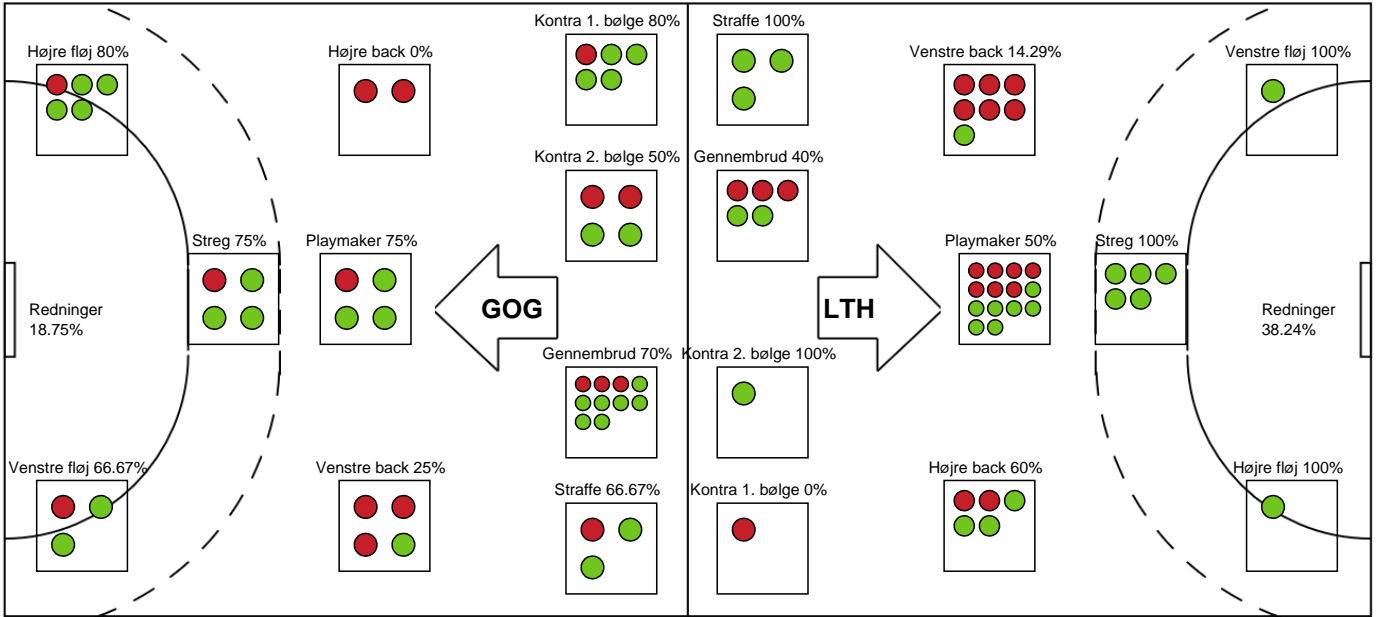 Kontra 1. bølge 80%
Straffe 100%
Højre fløj 80%
Højre back 0%
Venstre back 14.29%
Venstre fløj 100%
Kontra 2. bølge 50%
Gennembrud 40%
Streg 75%
Playmaker 75%
Playmaker 50%
Streg 100%
Redninger
18.75%
GOG
LTH
Redninger
38.24%
Gennembrud 70%
Kontra 2. bølge 100%
Venstre fløj 66.67%
Venstre back 25%
Højre back 60%
Højre fløj 100%
Straffe 66.67%
Kontra 1. bølge 0%